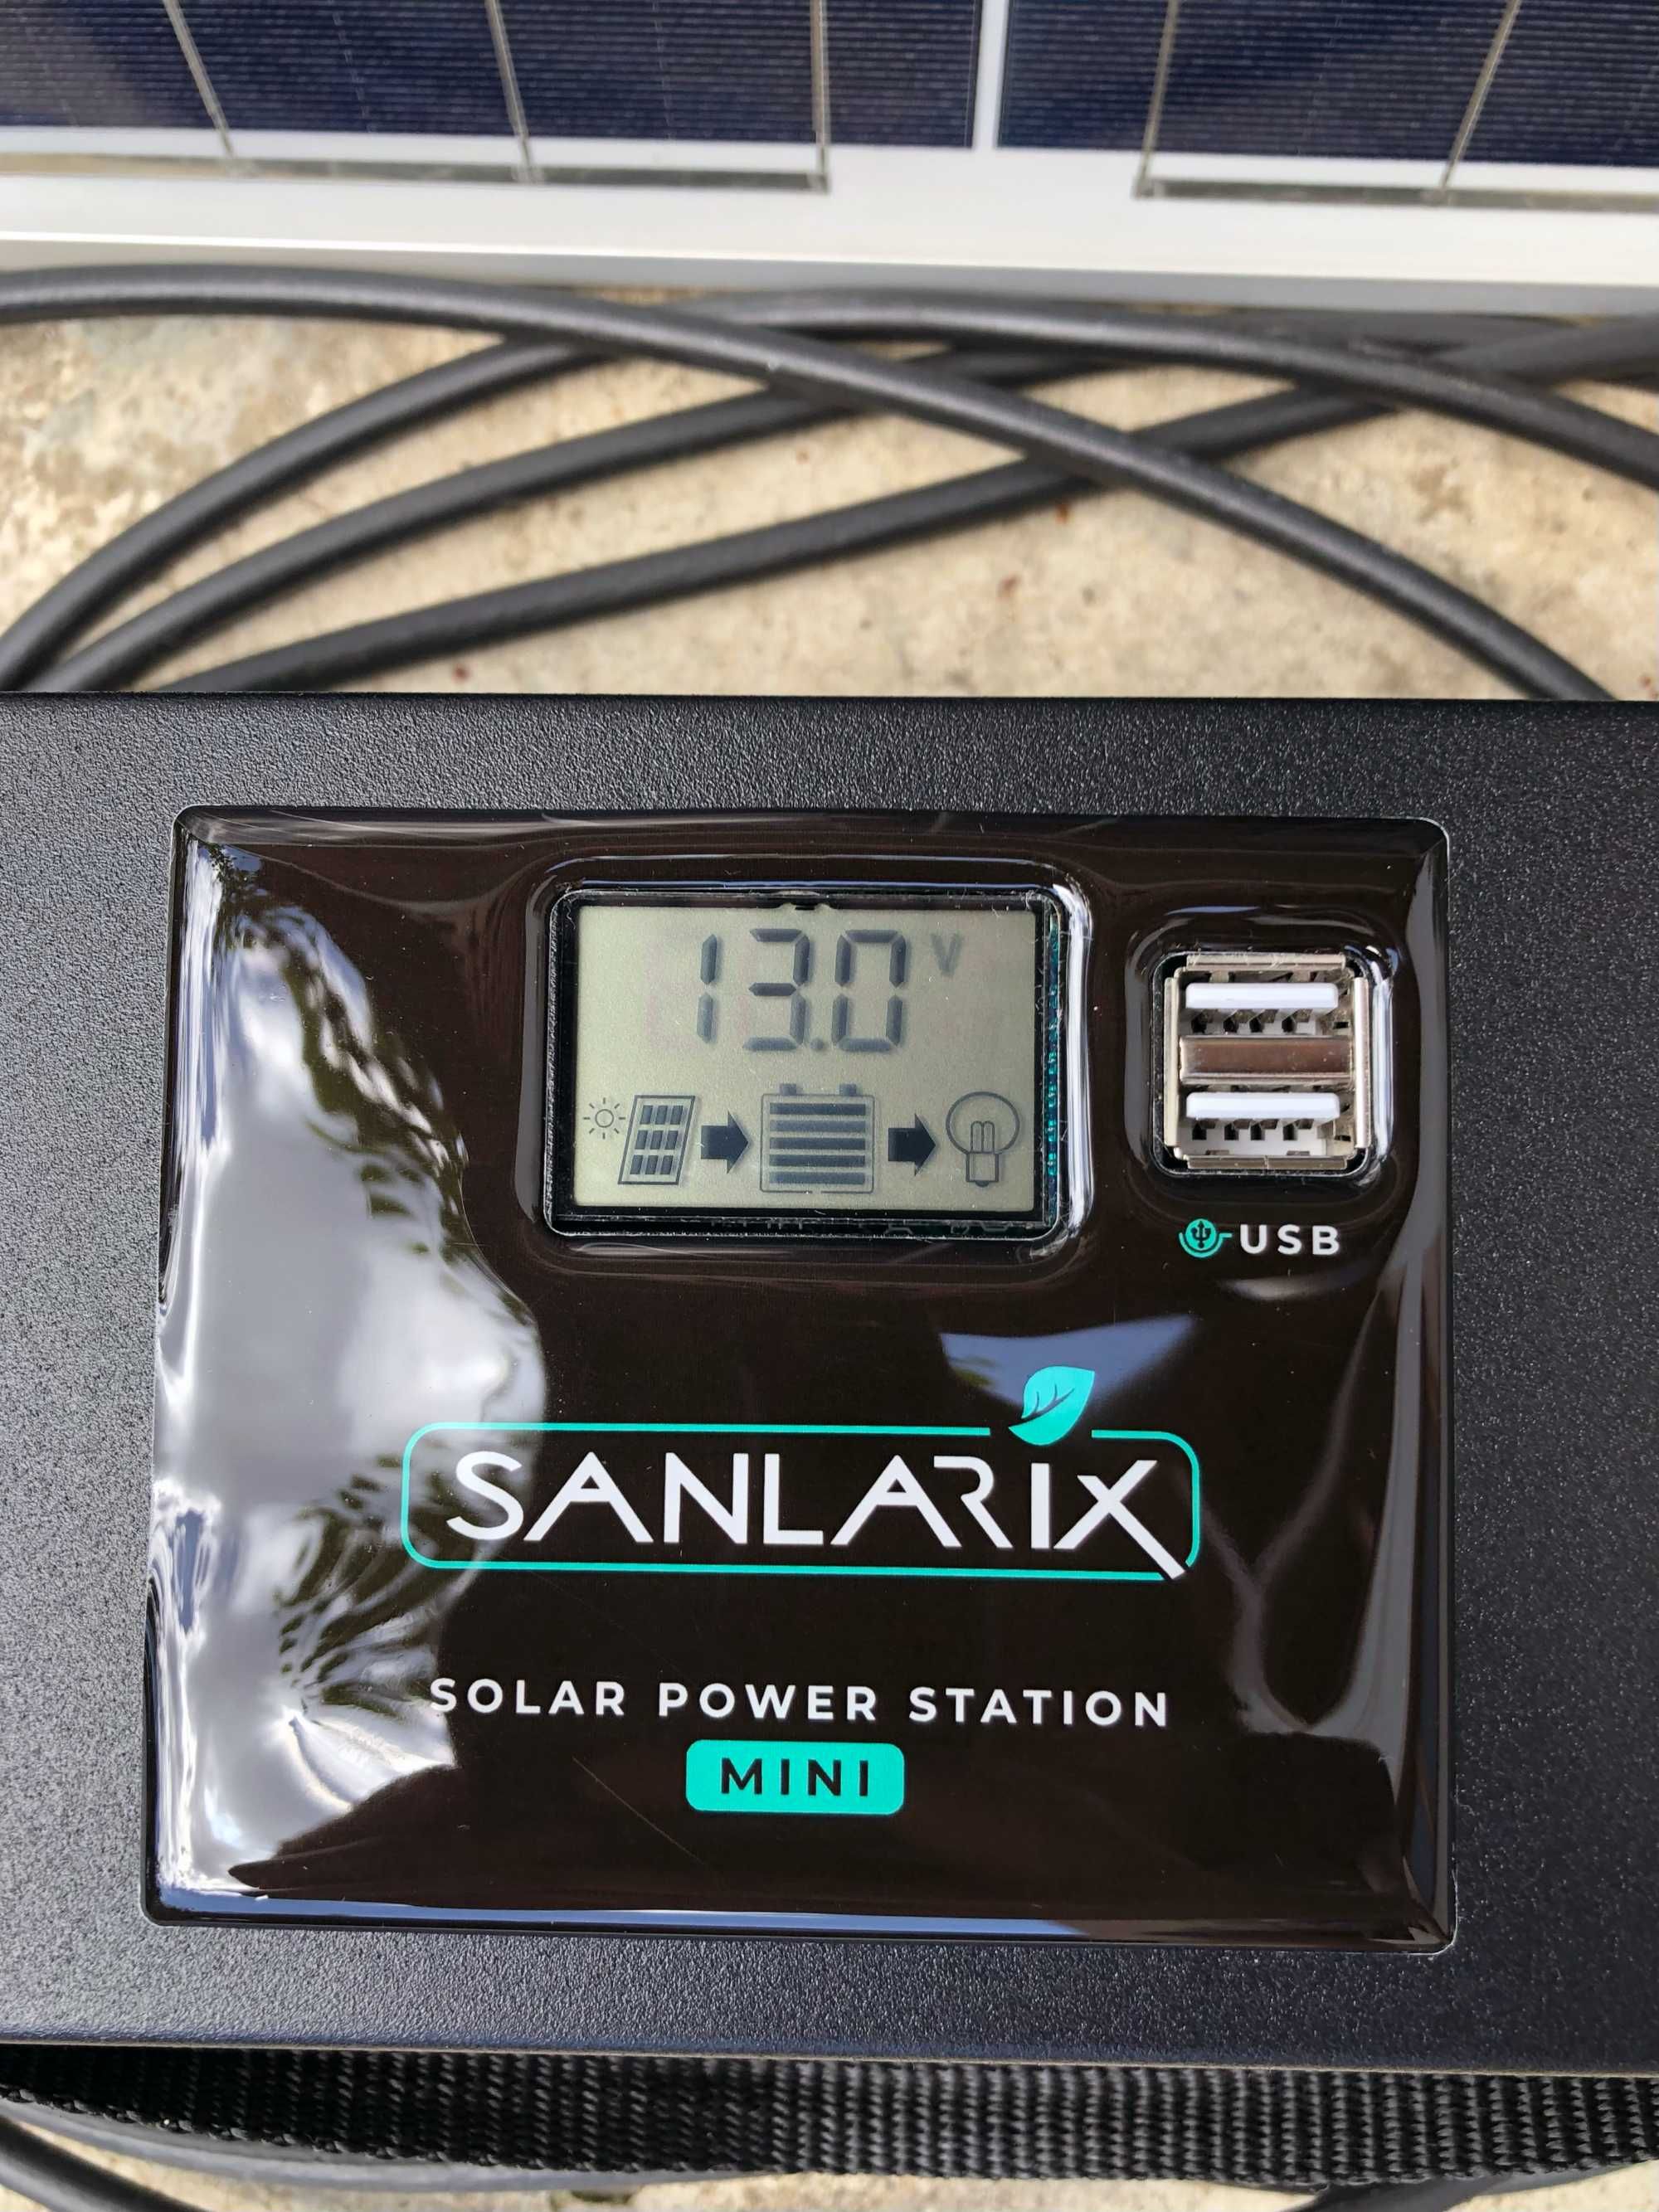 13.0 V
USB
SANLARIX
SOLAR POWER STATION
MINI